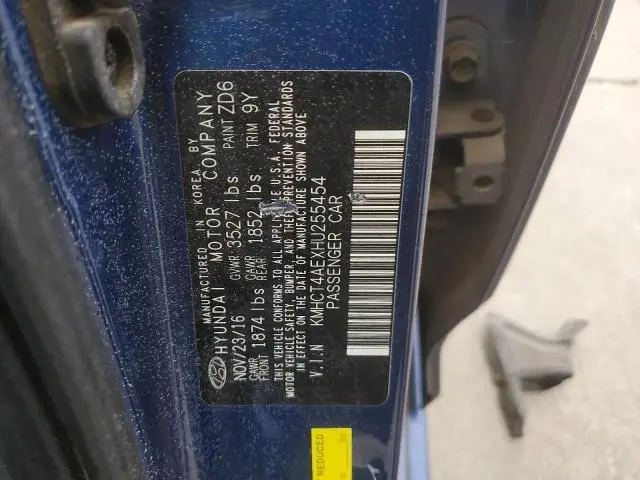 MANUFACTURED IN KOREA BY
HYUNDAI MOTOR COMPANY
NOV/23/16 GVWR 3527 lbs PAINT ZD6
GAWR FRONT 1874 lbs GAWR REAR 1852 lbs TRIM 9Y
THIS VEHICLE CONFORMS TO ALL APPLICABLE U.S.A. FEDERAL
MOTOR VEHICLE SAFETY, BUMPER, AND THEFT PREVENTION STANDARDS
IN EFFECT ON THE DATE OF MANUFACTURE SHOWN ABOVE
V.I.N KMHCT4AEXHU255454
PASSENGER CAR
REDUCED